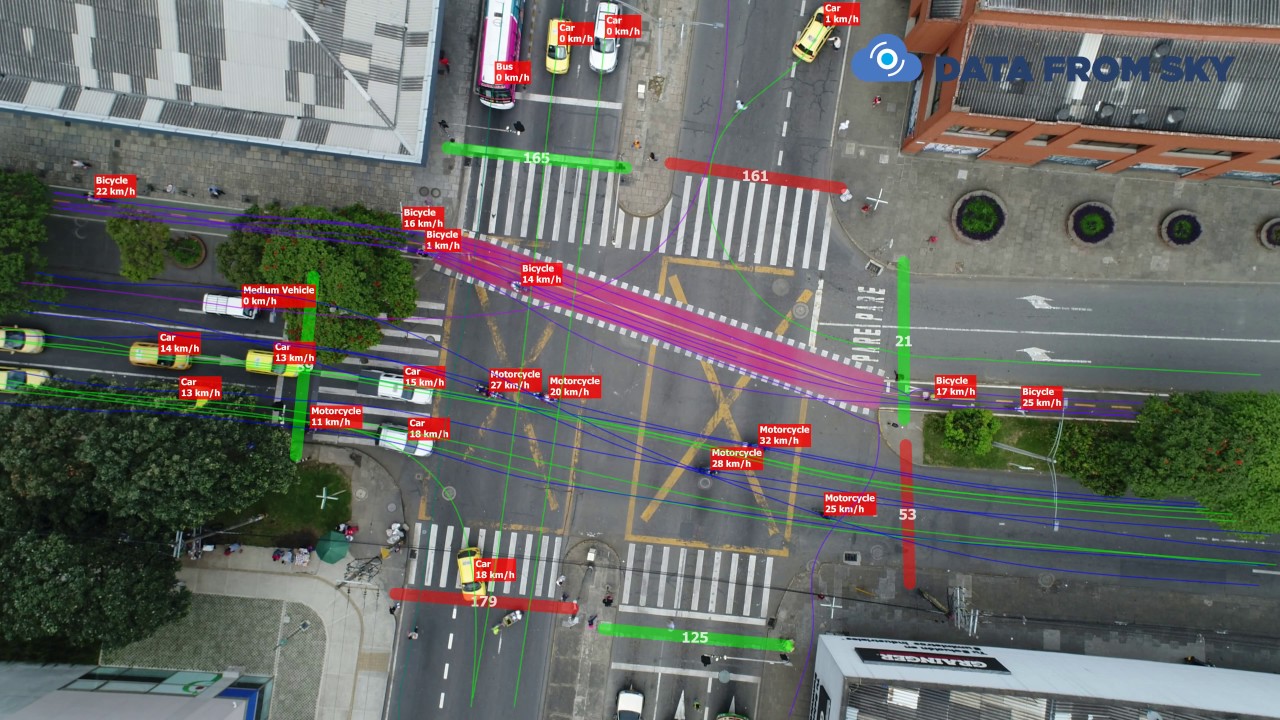 Car
1 km/h
Car
0 km/h
Car
0 km/h
Bus
0 km/h
DATA FROM SKY
165
161
Bicycle
22 km/h
Bicycle
16 km/h
Bicycle
1 km/h
Bicycle
14 km/h
Medium Vehicle
0 km/h
PARE PARE
21
Car
14 km/h
Car
13 km/h
Car
13 km/h
Car
15 km/h
Motorcycle
27 km/h
Motorcycle
20 km/h
Bicycle
17 km/h
Bicycle
25 km/h
Motorcycle
11 km/h
Car
18 km/h
Motorcycle
32 km/h
Motorcycle
28 km/h
Motorcycle
25 km/h
53
Car
18 km/h
179
125
GRAINGER